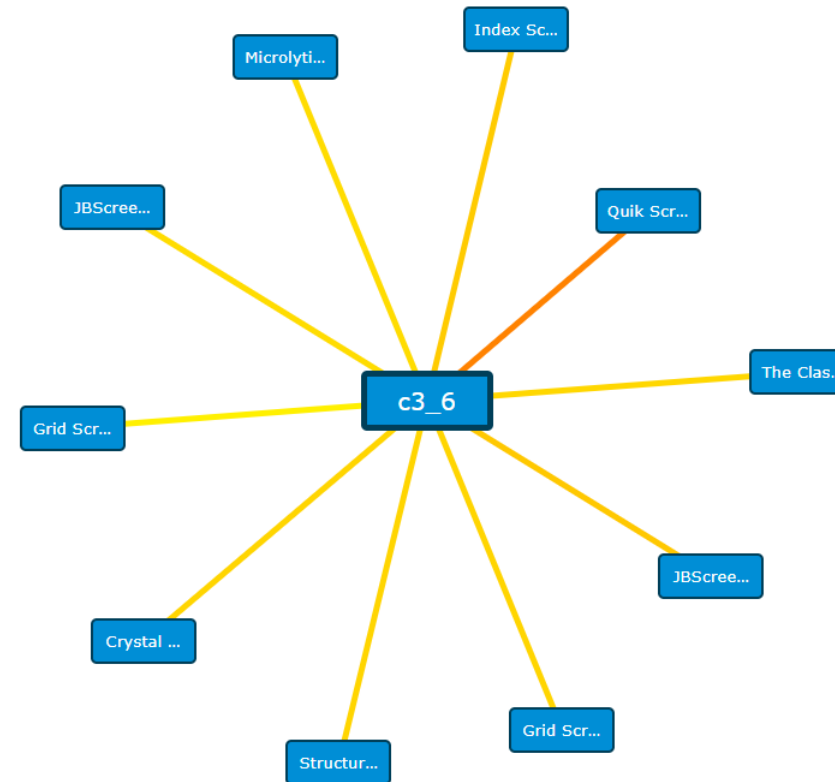 Index Sc...
Microlyti...
JBScree...
Quik Scr...
The Clas...
c3_6
Grid Scr...
JBScree...
Crystal ...
Grid Scr...
Structur...